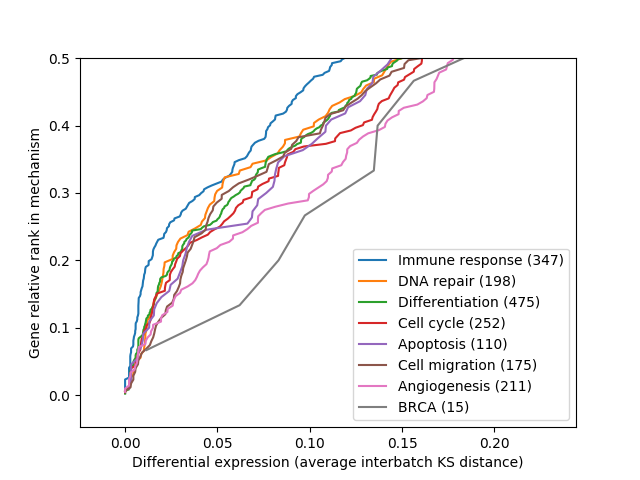 0.5
0.4
0.3
0.2
0.1
0.0
Gene relative rank in mechanism
Immune response (347)
DNA repair (198)
Differentiation (475)
Cell cycle (252)
Apoptosis (110)
Cell migration (175)
Angiogenesis (211)
BRCA (15)
0.00 0.05 0.10 0.15 0.20
Differential expression (average interbatch KS distance)